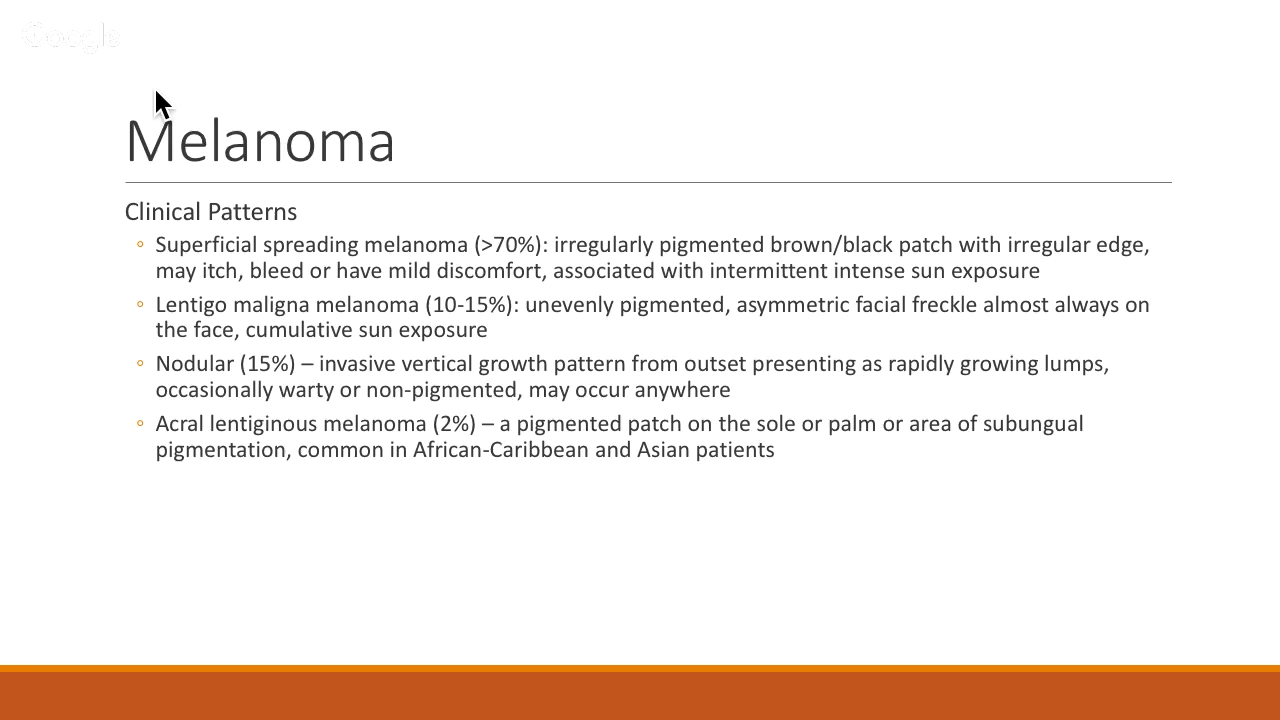 Google
Melanoma
Clinical Patterns
◦ Superficial spreading melanoma (>70%): irregularly pigmented brown/black patch with irregular edge,
may itch, bleed or have mild discomfort, associated with intermittent intense sun exposure
◦ Lentigo maligna melanoma (10-15%): unevenly pigmented, asymmetric facial freckle almost always on
the face, cumulative sun exposure
◦ Nodular (15%) – invasive vertical growth pattern from outset presenting as rapidly growing lumps,
occasionally warty or non-pigmented, may occur anywhere
◦ Acral lentiginous melanoma (2%) – a pigmented patch on the sole or palm or area of subungual
pigmentation, common in African-Caribbean and Asian patients